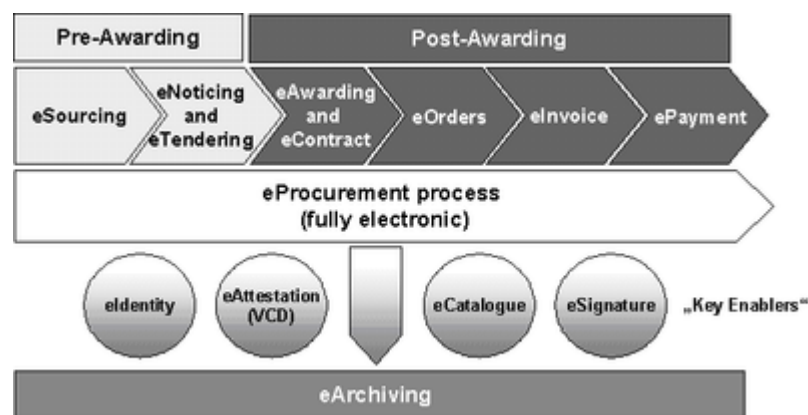 Pre-Awarding
Post-Awarding
eSourcing
eNoticing
and
eTendering
eAwarding
and
eContract
eOrders
eInvoice
ePayment
eProcurement process
(fully electronic)
eIdentity
eAttestation
(VCD)
eCatalogue
eSignature
„Key Enablers“
eArchiving